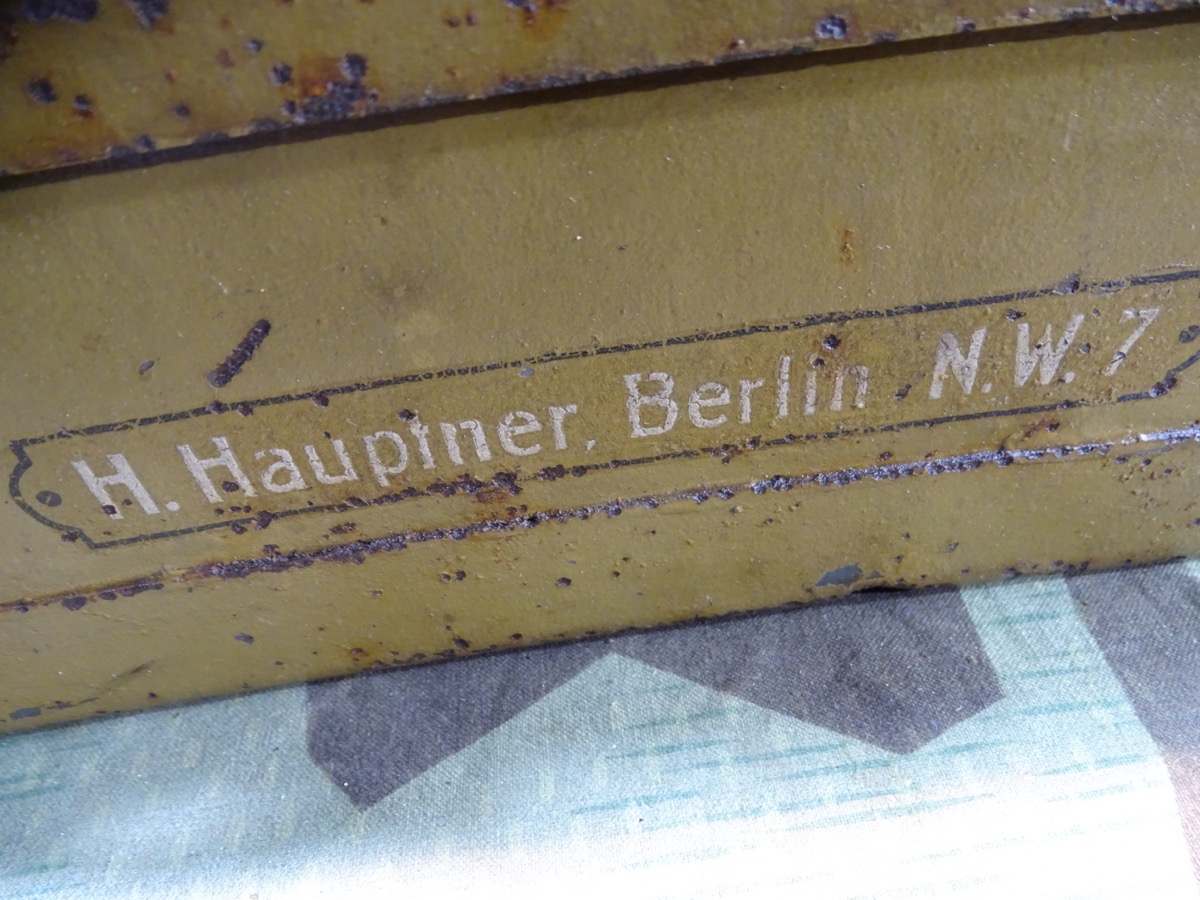 H. Hauptner, Berlin N.W. 7